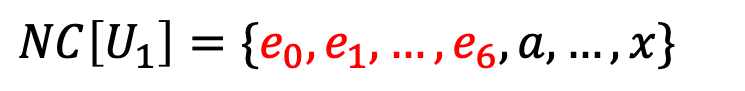 NC[U₁] = {e₀, e₁, …, e₆, a, …, x}